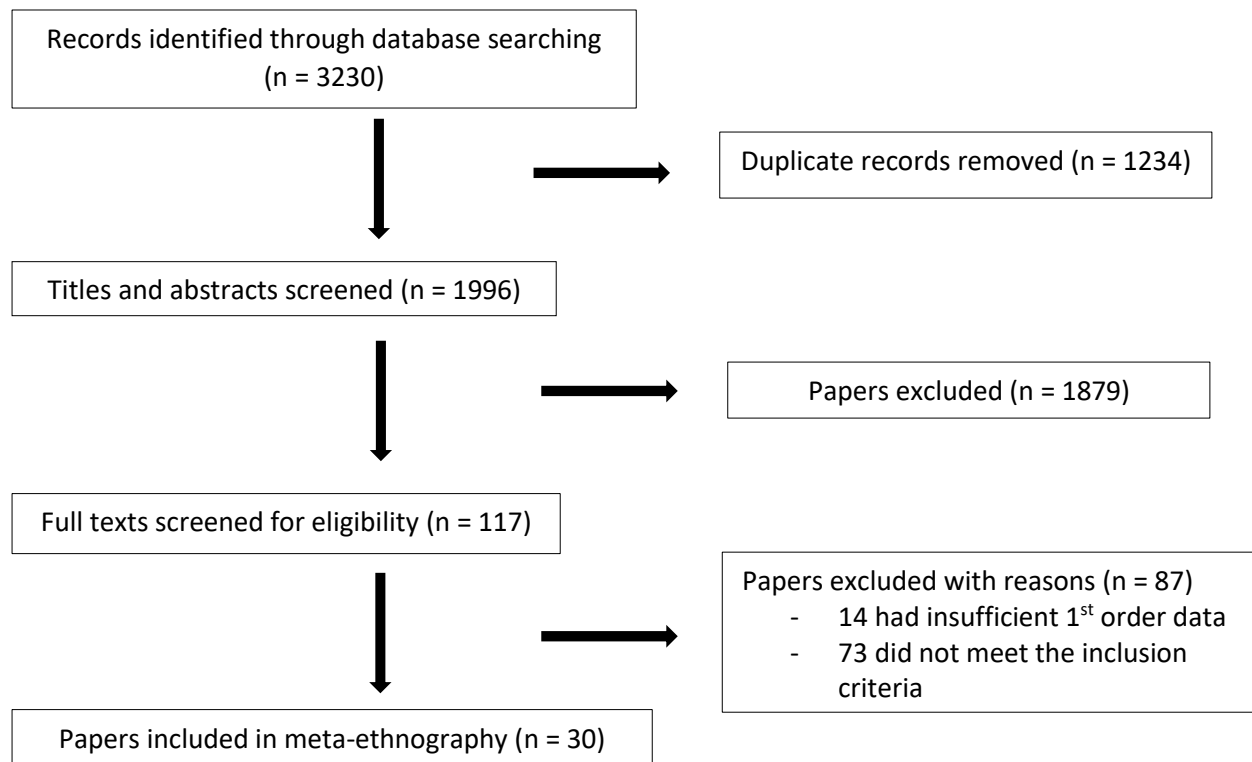 Records identified through database searching
(n = 3230)
Duplicate records removed (n = 1234)
Titles and abstracts screened (n = 1996)
Papers excluded (n = 1879)
Full texts screened for eligibility (n = 117)
Papers excluded with reasons (n = 87)
- 14 had insufficient 1st order data
- 73 did not meet the inclusion
criteria
Papers included in meta-ethnography (n = 30)